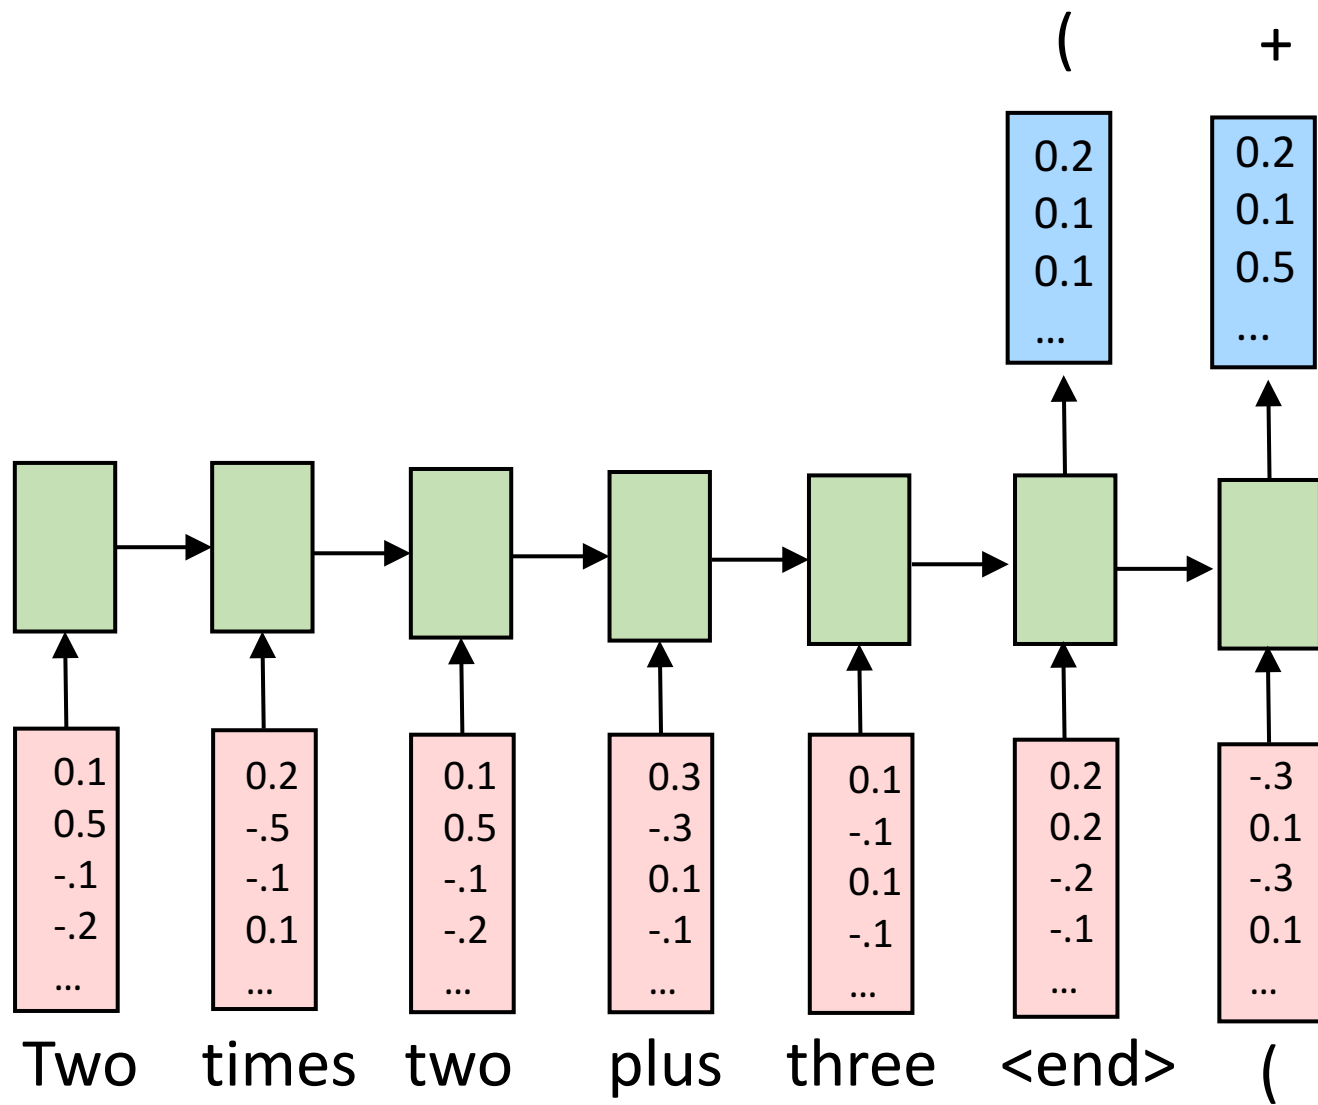 ( +
0.2 0.2
0.1 0.1
0.1 0.5
... ...
0.1 0.2 0.1 0.3 0.1 0.2 -.3
0.5 -.5 0.5 -.3 -.1 0.2 0.1
-.1 -.1 -.1 0.1 0.1 -.2 -.3
-.2 0.1 -.2 -.1 -.1 -.1 0.1
... ... ... ... ... ... ...
Two times two plus three <end> (